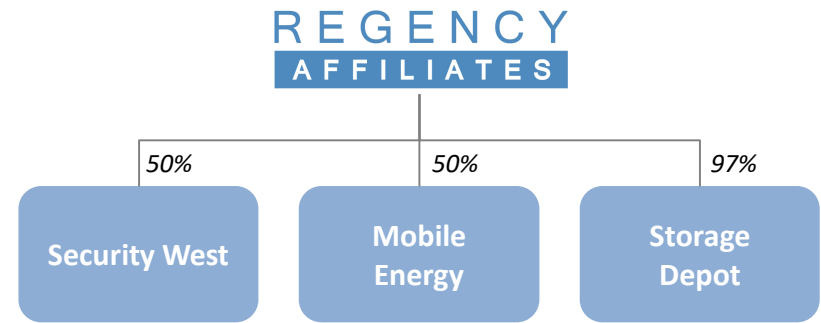 REGENCY
AFFILIATES
50%
50%
97%
Security West
Mobile
Energy
Storage
Depot